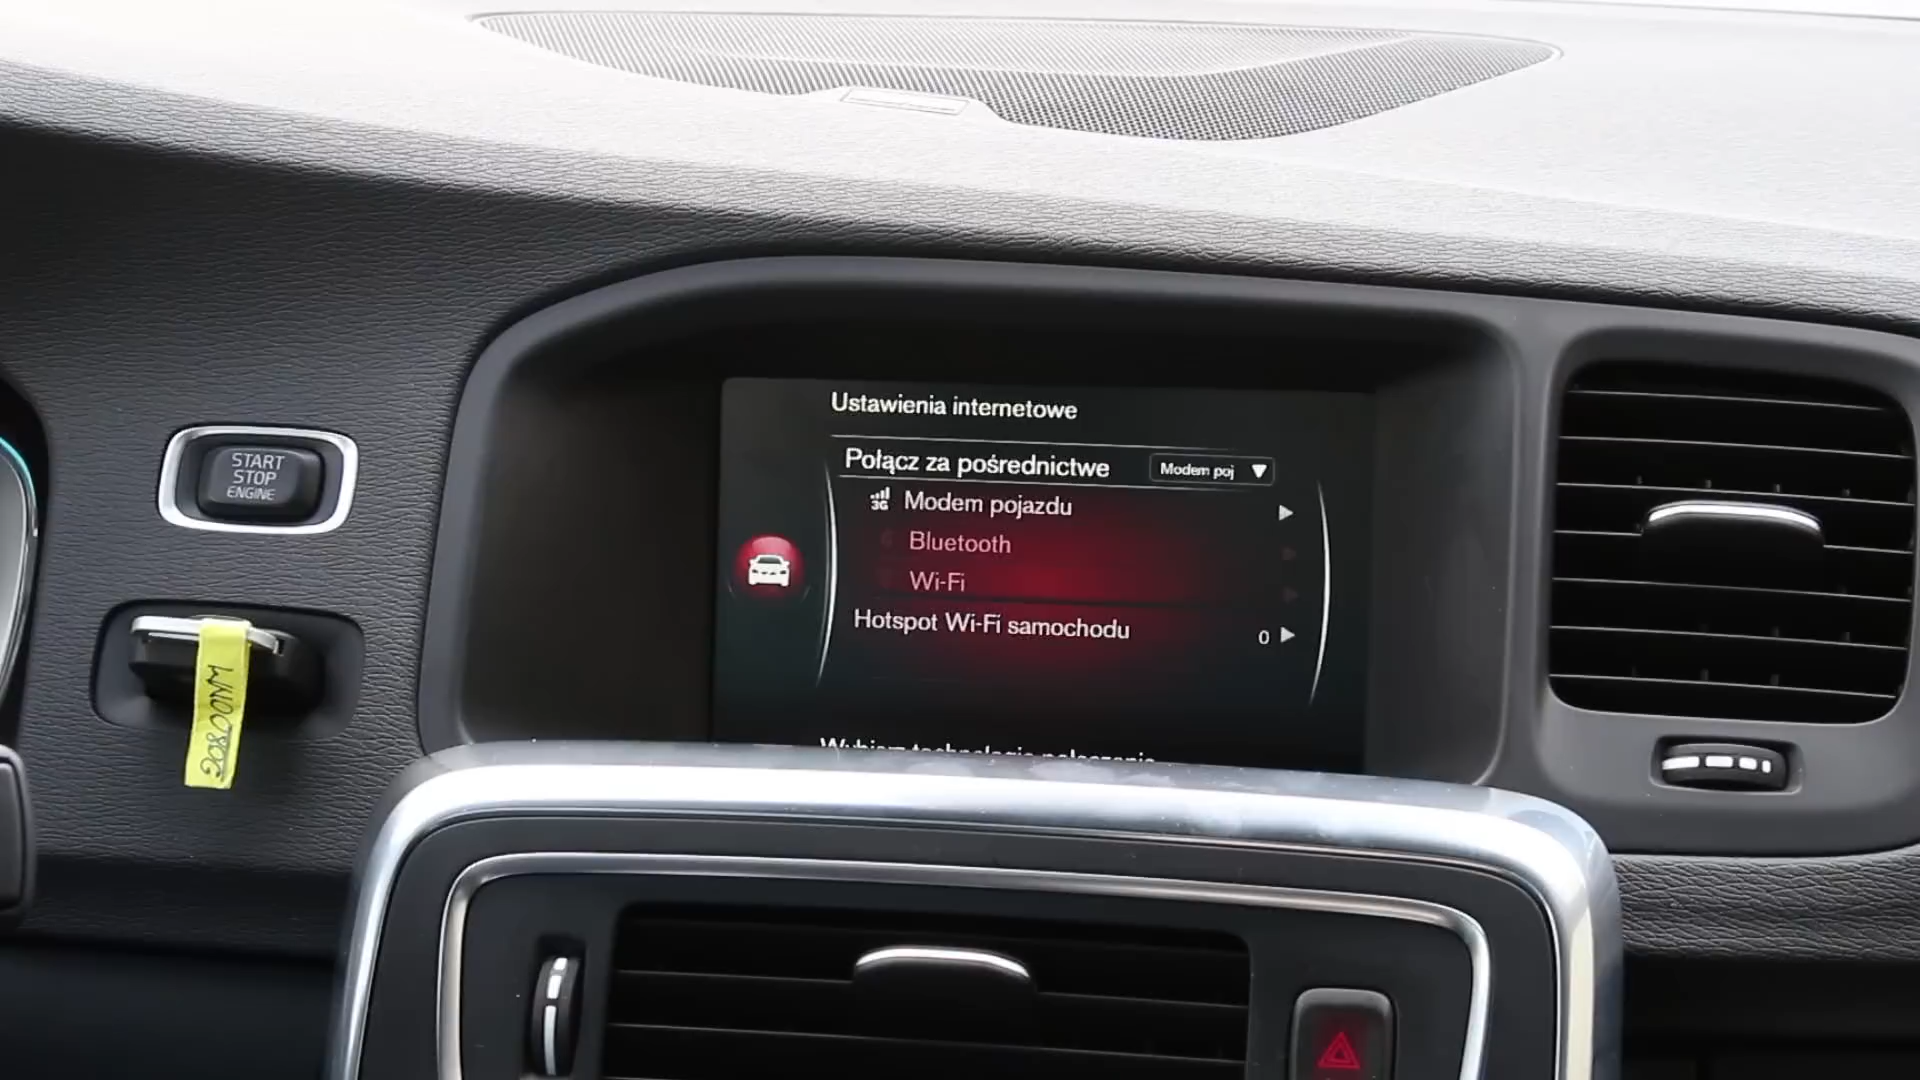 Ustawienia internetowe
Połącz za pośrednictwe Modem poj
3G Modem pojazdu
Bluetooth
Wi-Fi
Hotspot Wi-Fi samochodu 0
START
STOP
ENGINE